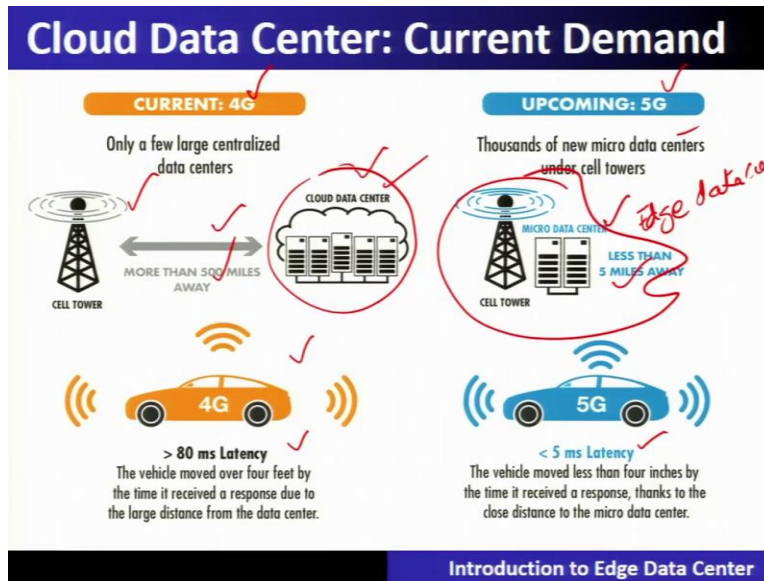 Cloud Data Center: Current Demand
CURRENT: 4G
Only a few large centralized
data centers
CLOUD DATA CENTER
MORE THAN 500 MILES
AWAY
CELL TOWER
4G
> 80 ms Latency
The vehicle moved over four feet by
the time it received a response due to
the large distance from the data center.
UPCOMING: 5G
Thousands of new micro data centers
under cell towers
Edge data
MICRO DATA CENTER
LESS THAN
5 MILES AWAY
CELL TOWER
5G
< 5 ms Latency
The vehicle moved less than four inches by
the time it received a response, thanks to the
close distance to the micro data center.
Introduction to Edge Data Center